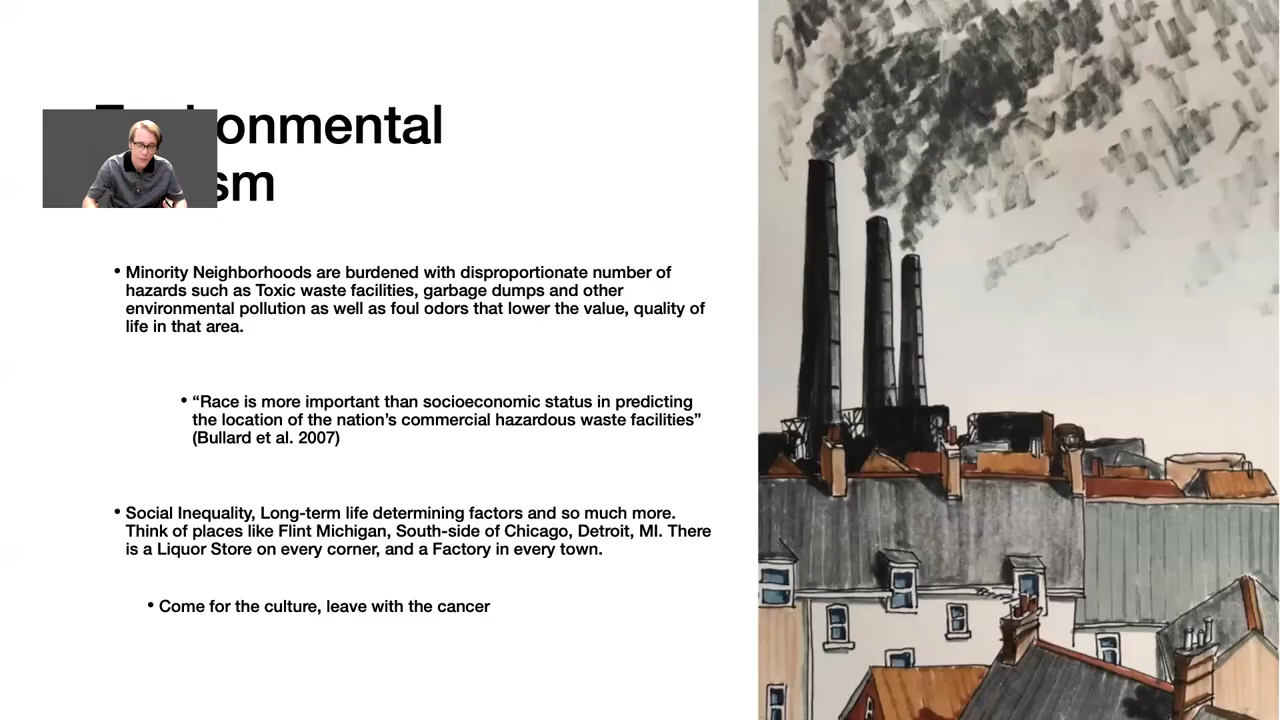 onmental
sm
• Minority Neighborhoods are burdened with disproportionate number of
hazards such as Toxic waste facilities, garbage dumps and other
environmental pollution as well as foul odors that lower the value, quality of
life in that area.
• “Race is more important than socioeconomic status in predicting
the location of the nation’s commercial hazardous waste facilities”
(Bullard et al. 2007)
• Social Inequality, Long-term life determining factors and so much more.
Think of places like Flint Michigan, South-side of Chicago, Detroit, MI. There
is a Liquor Store on every corner, and a Factory in every town.
• Come for the culture, leave with the cancer